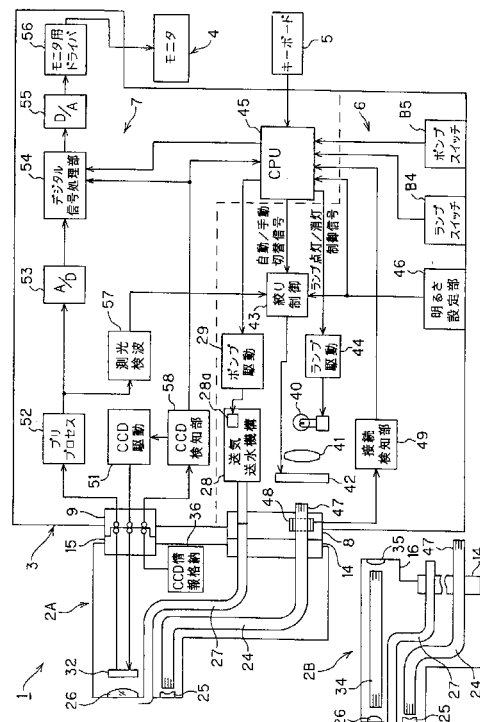 56
モニタ用
ドライバ
モニタ
4
キーボード
5
55
D/A
7
54
デジタル
信号処理部
45
CPU
6
B5
ポンプ
スイッチ
B4
ランプ
スイッチ
46
明るさ
設定部
53
A/D
57
測光検波
自動/手動
切替信号
ランプ点灯/消灯
制御信号
43
絞り
制御
29
ポンプ
駆動
44
ランプ
駆動
52
プリ
プロセス
51
CCD
駆動
58
CCD
検知部
28d
28
送気
送水機構
40
41
42
49
接続
検知部
3
9
15
36
CCD情
報格納
48
47
8
14
2A
32
26
1
27
24
25
2B
35
16
47
34
26
14
27
24
25